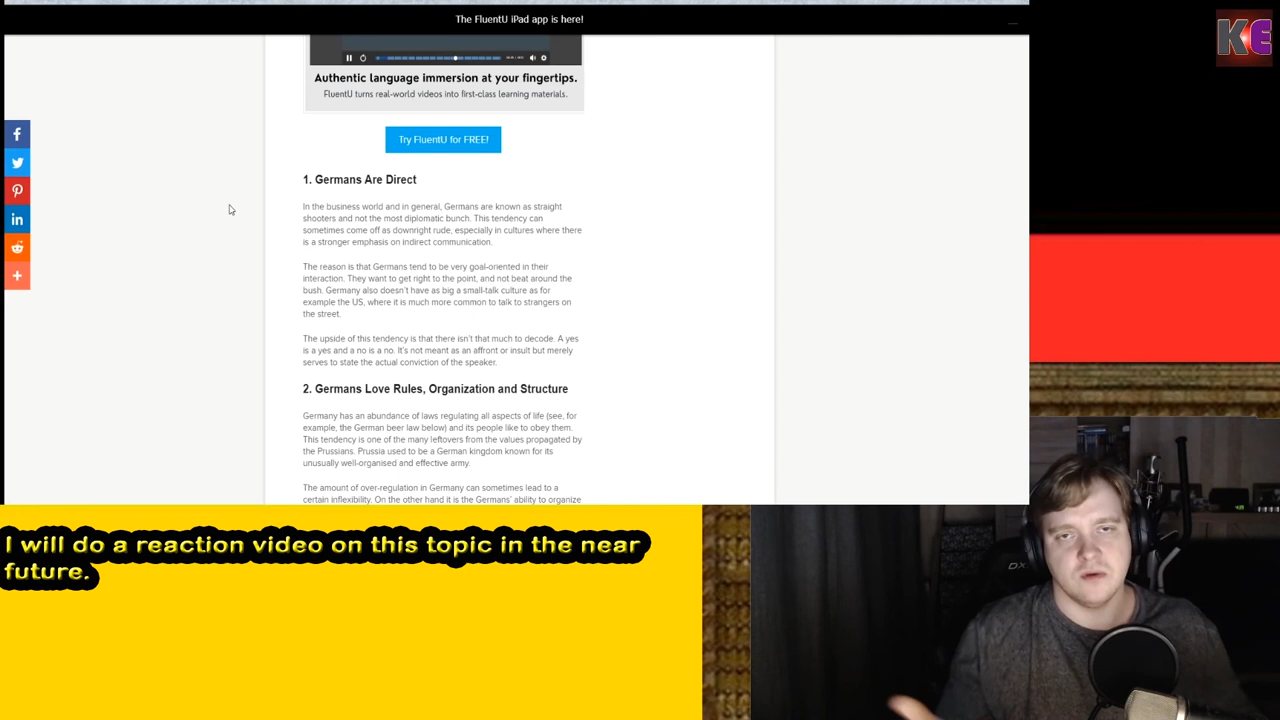 The FluentU iPad app is here!
KE
Authentic language immersion at your fingertips.
FluentU turns real-world videos into first-class learning materials.
Try FluentU for FREE!
1. Germans Are Direct
In the business world and in general, Germans are known as straight
shooters and not the most diplomatic bunch. This tendency can
sometimes come off as downright rude, especially in cultures where there
is a stronger emphasis on indirect communication.
The reason is that Germans tend to be very goal-oriented in their
interaction. They want to get right to the point, and not beat around the
bush. Germany also doesn't have as big a small-talk culture as for
example the US, where it is much more common to talk to strangers on
the street.
The upside of this tendency is that there isn't that much to decode. A yes
is a yes and a no is a no. It's not meant as an affront or insult but merely
serves to state the actual conviction of the speaker.
2. Germans Love Rules, Organization and Structure
Germany has an abundance of laws regulating all aspects of life (see, for
example, the German beer law below) and its people like to obey them.
This tendency is one of the many leftovers from the values propagated by
the Prussians. Prussia used to be a German kingdom known for its
unusually well-organised and effective army.
The amount of over-regulation in Germany can sometimes lead to a
certain inflexibility. On the other hand it is the Germans' ability to organize
I will do a reaction video on this topic in the near
future.
DX